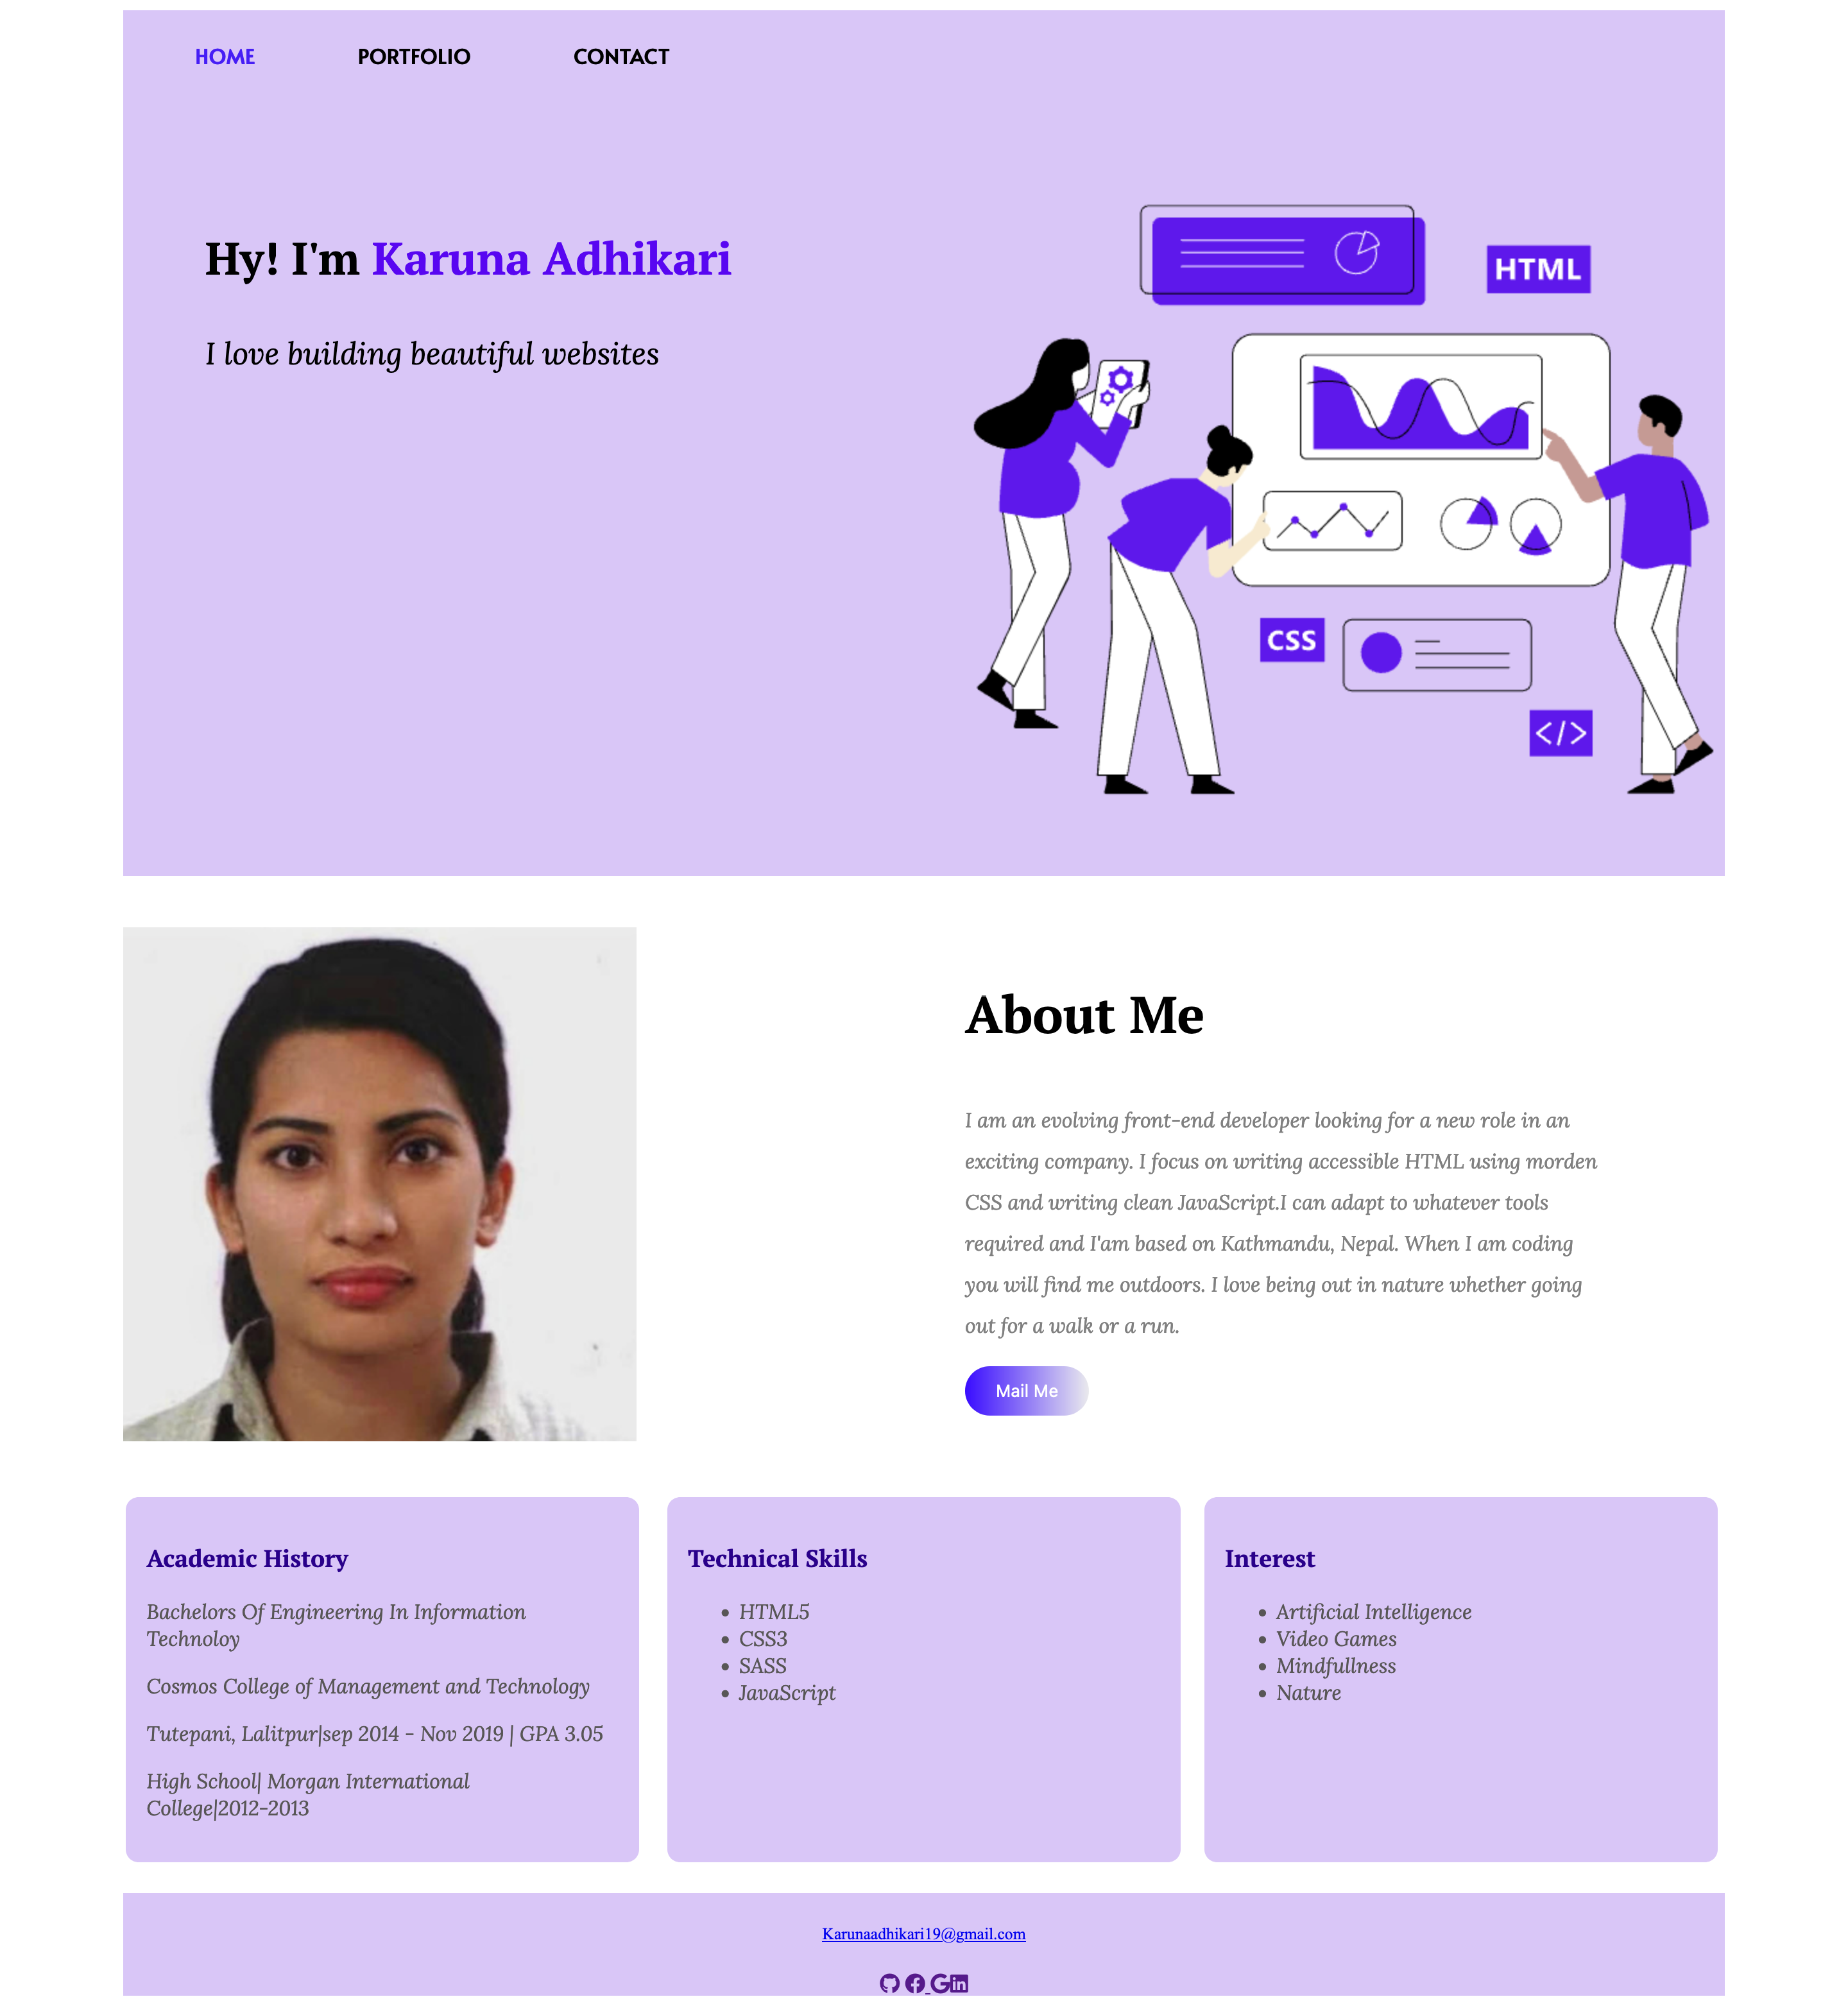 HOME PORTFOLIO CONTACT
Hy! I'm Karuna Adhikari
I love building beautiful websites
HTML
CSS
</>
About Me
I am an evolving front-end developer looking for a new role in an
exciting company. I focus on writing accessible HTML using morden
CSS and writing clean JavaScript.I can adapt to whatever tools
required and I'am based on Kathmandu, Nepal. When I am coding
you will find me outdoors. I love being out in nature whether going
out for a walk or a run.
Mail Me
Academic History
Bachelors Of Engineering In Information
Technoloy
Cosmos College of Management and Technology
Tutepani, Lalitpur|sep 2014 - Nov 2019 | GPA 3.05
High School| Morgan International
College|2012-2013
Technical Skills
• HTML5
• CSS3
• SASS
• JavaScript
Interest
• Artificial Intelligence
• Video Games
• Mindfullness
• Nature
Karunaadhikari19@gmail.com